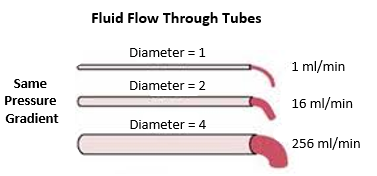 Fluid Flow Through Tubes
Diameter = 1
1 ml/min
Diameter = 2
16 ml/min
Diameter = 4
256 ml/min
Same
Pressure
Gradient